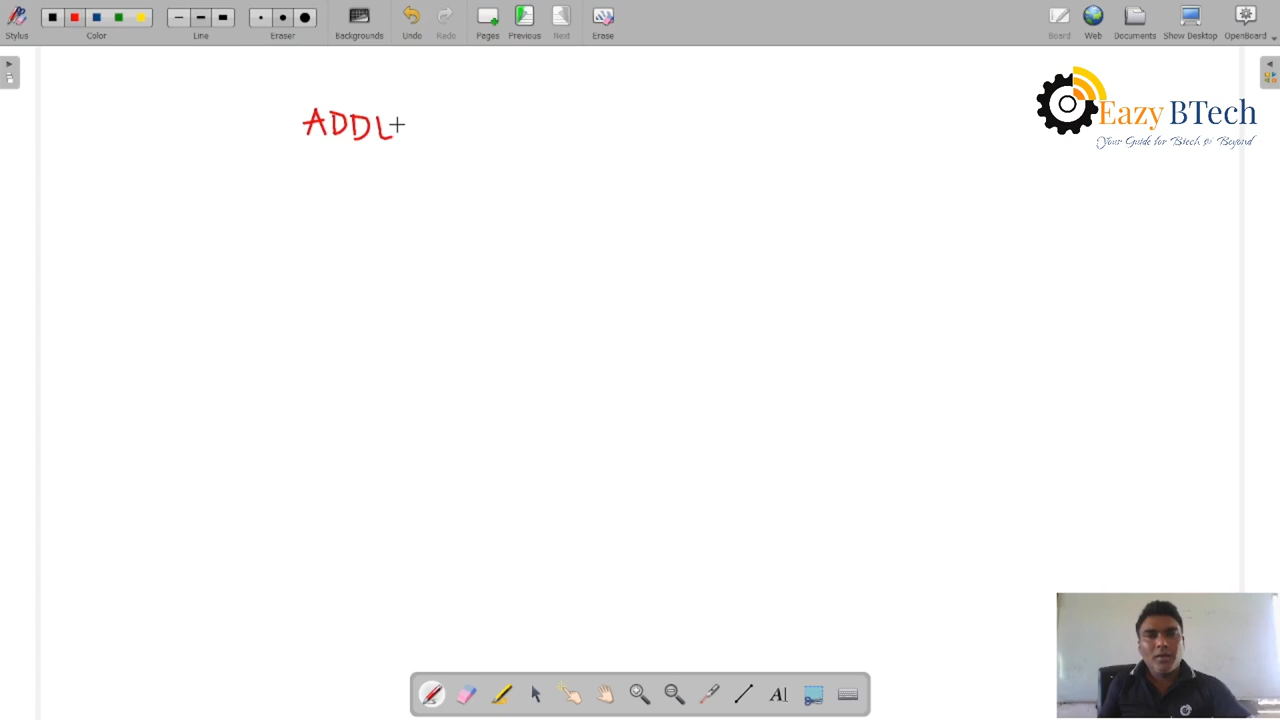 Stylus
Color
Line
Eraser
Backgrounds
Undo
Redo
Pages
Previous
Next
Erase
Board
Web
Documents
Show Desktop
OpenBoard
ADDL
Eazy BTech
Your Guide for Btech & Beyond
AI